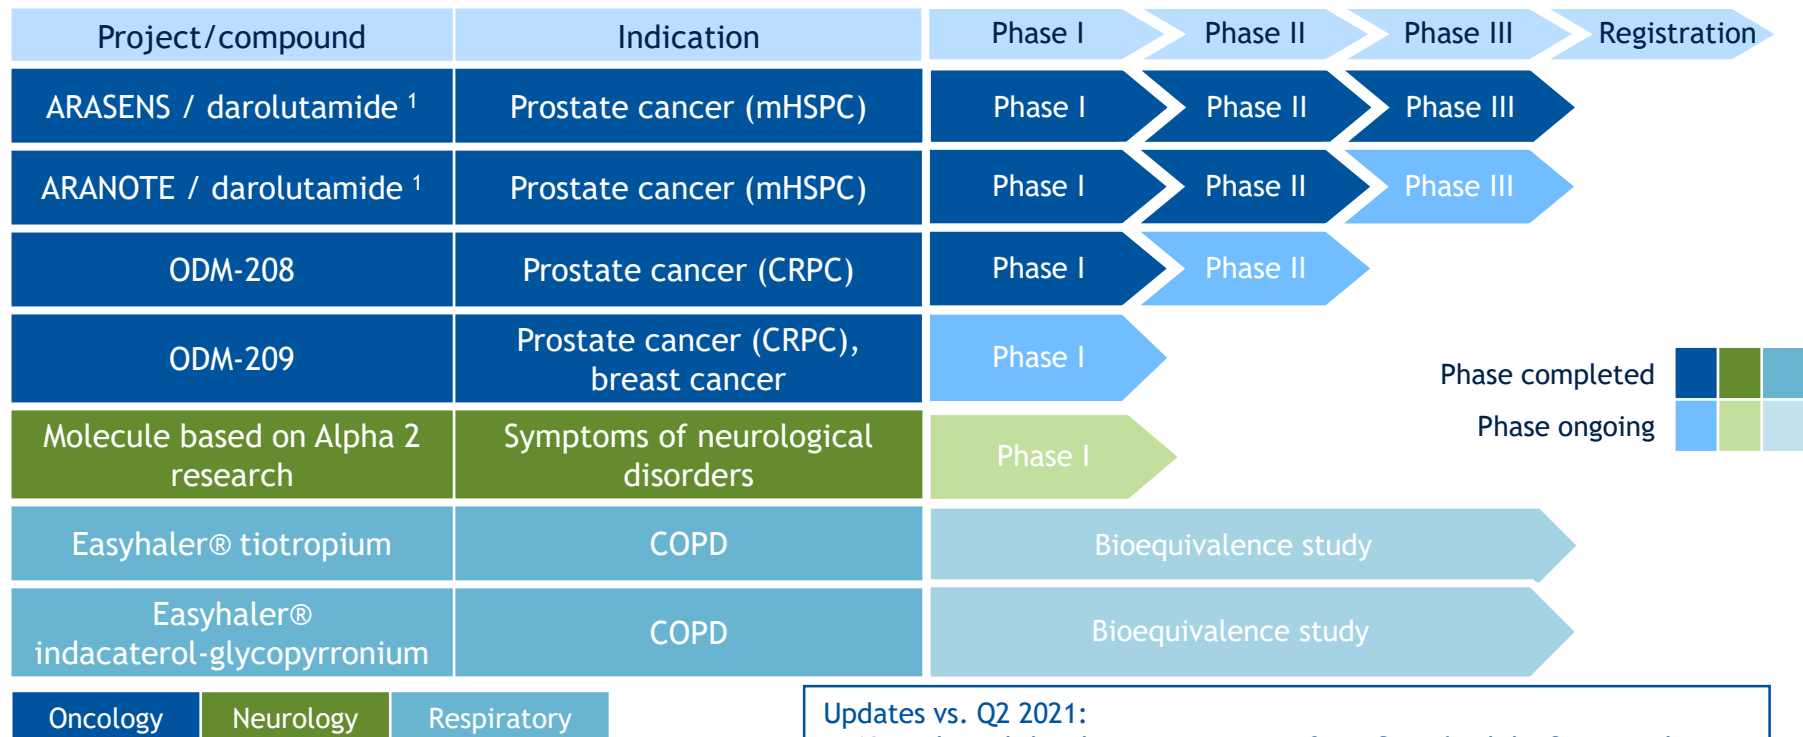 Project/compound Indication Phase I Phase II Phase III Registration
ARASENS / darolutamide 1 Prostate cancer (mHSPC) Phase I Phase II Phase III
ARANOTE / darolutamide 1 Prostate cancer (mHSPC) Phase I Phase II Phase III
ODM-208 Prostate cancer (CRPC) Phase I Phase II
ODM-209 Prostate cancer (CRPC), breast cancer Phase I
Phase completed
Phase ongoing
Molecule based on Alpha 2 research Symptoms of neurological disorders Phase I
Easyhaler® tiotropium COPD Bioequivalence study
Easyhaler® indacaterol-glycopyrronium COPD Bioequivalence study
Oncology Neurology Respiratory
Updates vs. Q2 2021: